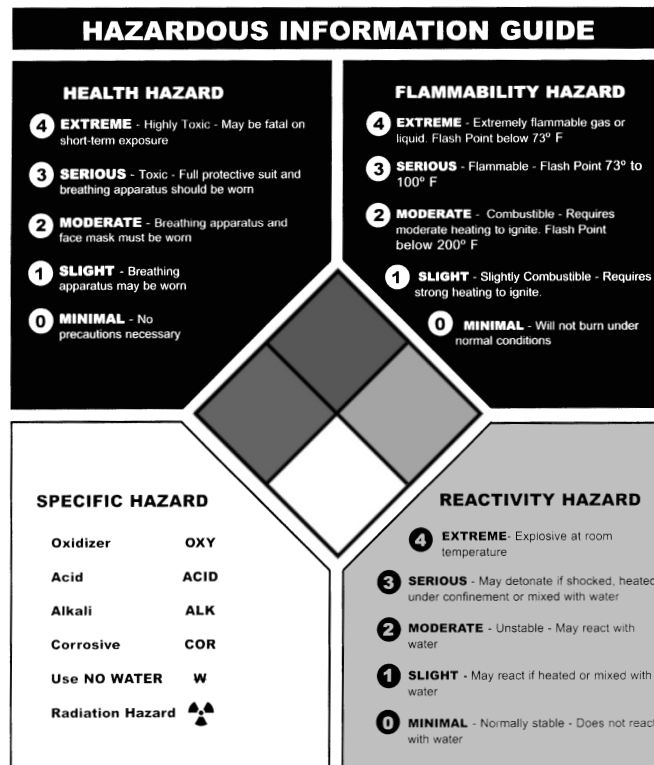 HAZARDOUS INFORMATION GUIDE
HEALTH HAZARD
4 EXTREME - Highly Toxic - May be fatal on
short-term exposure
3 SERIOUS - Toxic - Full protective suit and
breathing apparatus should be worn
2 MODERATE - Breathing apparatus and
face mask must be worn
1 SLIGHT - Breathing
apparatus may be worn
0 MINIMAL - No
precautions necessary
FLAMMABILITY HAZARD
4 EXTREME - Extremely flammable gas or
liquid. Flash Point below 73º F
3 SERIOUS - Flammable - Flash Point 73º to
100º F
2 MODERATE - Combustible - Requires
moderate heating to ignite. Flash Point
below 200º F
1 SLIGHT - Slightly Combustible - Requires
strong heating to ignite.
0 MINIMAL - Will not burn under
normal conditions
SPECIFIC HAZARD
Oxidizer OXY
Acid ACID
Alkali ALK
Corrosive COR
Use NO WATER W
Radiation Hazard
REACTIVITY HAZARD
4 EXTREME- Explosive at room
temperature
3 SERIOUS - May detonate if shocked, heated
under confinement or mixed with water
2 MODERATE - Unstable - May react with
water
1 SLIGHT - May react if heated or mixed with
water
0 MINIMAL - Normally stable - Does not react
with water